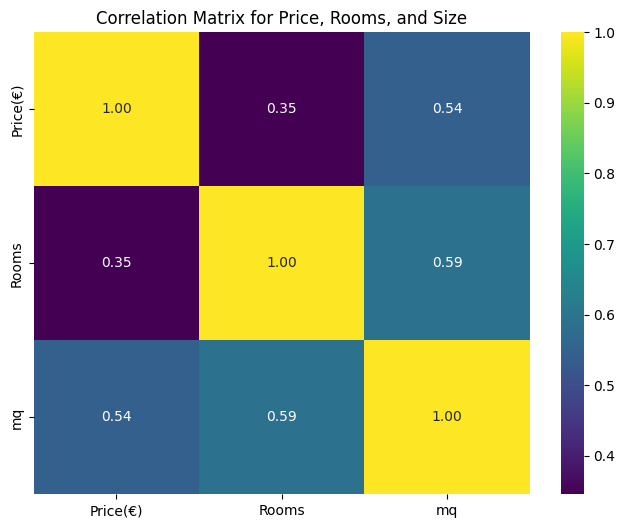 Correlation Matrix for Price, Rooms, and Size
Price(€)
1.00
0.35
0.54
Rooms
0.35
1.00
0.59
mq
0.54
0.59
1.00
Price(€)
Rooms
mq
1.0
0.9
0.8
0.7
0.6
0.5
0.4